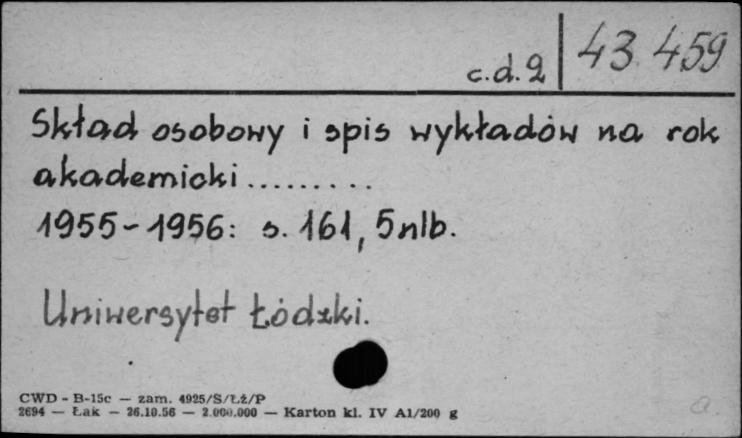 c.d.2 43.459
Skład osobowy i spis wykładów na rok
akademicki.........
1955-1956: s. 161, 5nlb.
Uniwersytet Łódzki.
CWD - B-15c — zam. 4925/S/Łż/P
2694 — Łak — 26.10.56 — 2.000.000 — Karton kl. IV A1/200 g
a.